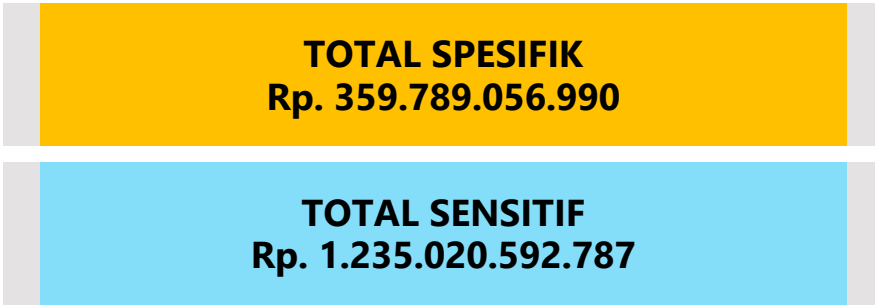 TOTAL SPESIFIK
Rp. 359.789.056.990
TOTAL SENSITIF
Rp. 1.235.020.592.787